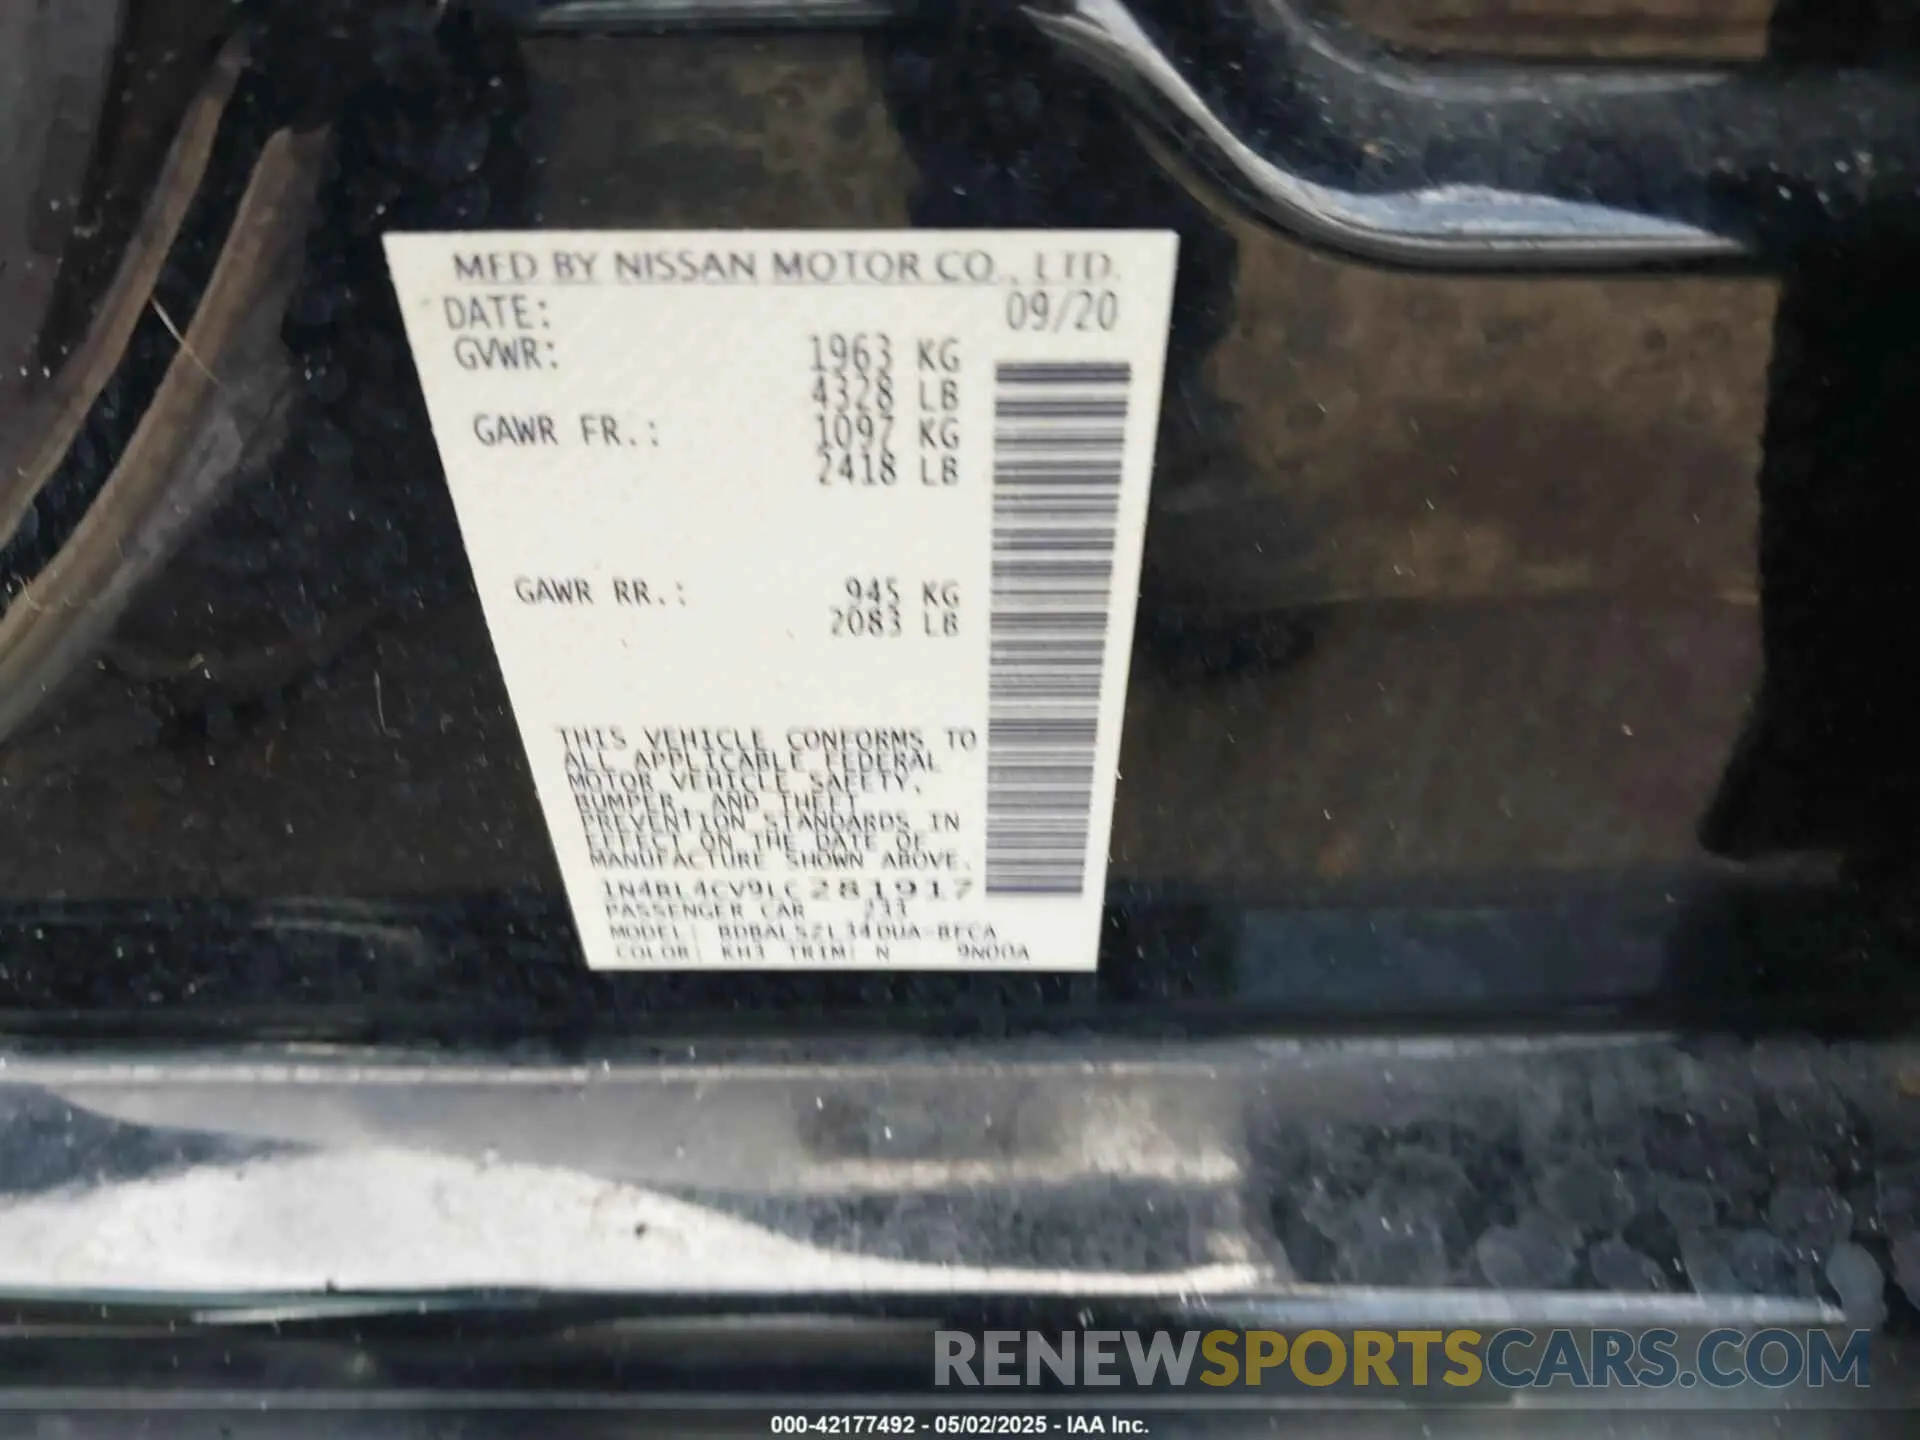 MFD BY NISSAN MOTOR CO., LTD.
DATE: 09/20
GVWR: 1963 KG
4328 LB
GAWR FR.: 1097 KG
2418 LB
GAWR RR.: 945 KG
2083 LB
THIS VEHICLE CONFORMS TO
ALL APPLICABLE FEDERAL
MOTOR VEHICLE SAFETY,
BUMPER, AND THEFT
PREVENTION STANDARDS IN
EFFECT ON THE DATE OF
MANUFACTURE SHOWN ABOVE.
1N4BL4CV9LC281917
PASSENGER CAR 233
MODEL: BDBALSZL34DUA-BFCA
COLOR: KH3 TRIM: N 9N00A
RENEWSPORTSCARS.COM
000-42177492 - 05/02/2025 - IAA Inc.